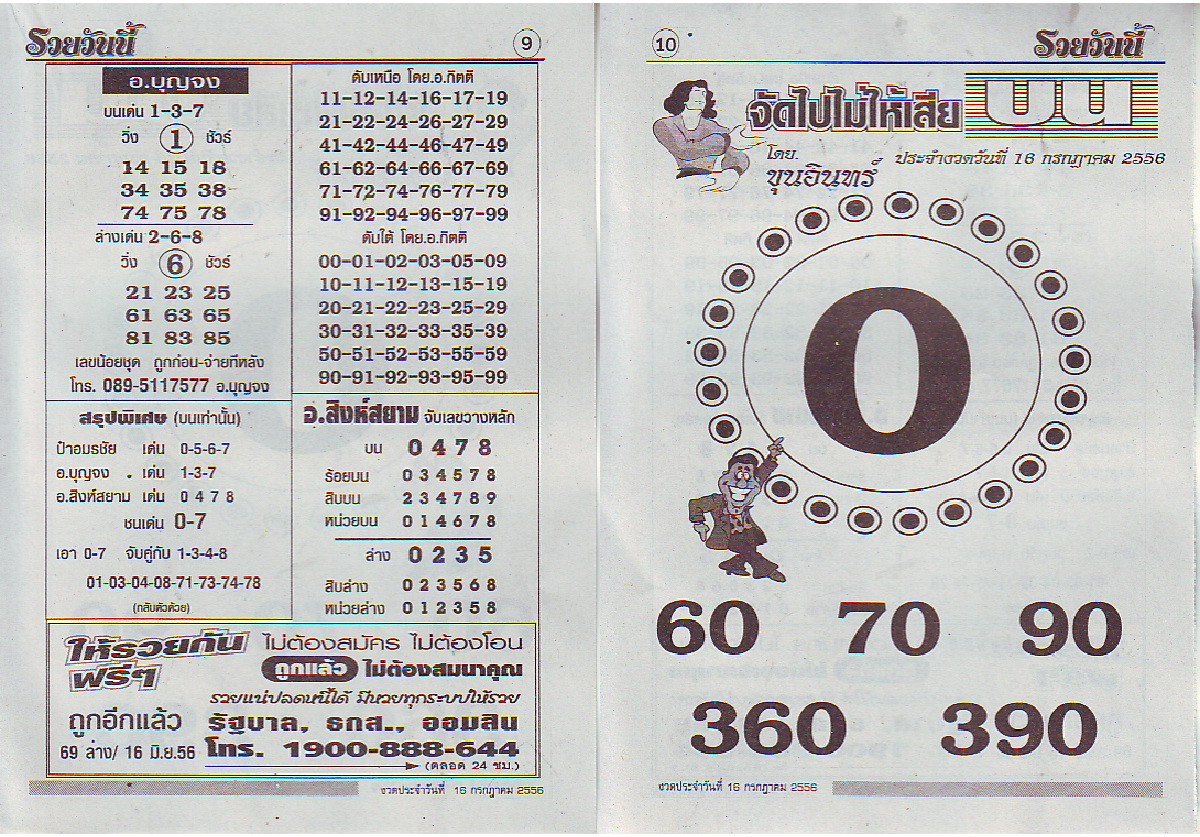 รวยวันนี้
9
อ.บุญจง
บนเด่น 1-3-7
วิ่ง 1 ชัวร์
14 15 18
34 35 38
74 75 78
ล่างเด่น 2-6-8
วิ่ง 6 ชัวร์
21 23 25
61 63 65
81 83 85
เลขน้อยชุด ถูกก่อน-จ่ายทีหลัง
โทร. 089-5117577 อ.บุญจง
ดับเหนือ โดย.อ.กิตติ
11-12-14-16-17-19
21-22-24-26-27-29
41-42-44-46-47-49
61-62-64-66-67-69
71-72-74-76-77-79
91-92-94-96-97-99
ดับใต้ โดย.อ.กิตติ
00-01-02-03-05-09
10-11-12-13-15-19
20-21-22-23-25-29
30-31-32-33-35-39
50-51-52-53-55-59
90-91-92-93-95-99
สรุปพิเศษ (บนเท่านั้น)
ป๋าอมรชัย เด่น 0-5-6-7
อ.บุญจง . เด่น 1-3-7
อ.สิงห์สยาม เด่น 0 4 7 8
ชนเด่น 0-7
เอา 0-7 จับคู่กับ 1-3-4-8
01-03-04-08-71-73-74-78
(กลับตัวด้วย)
อ.สิงห์สยาม จับเลขวางหลัก
บน 0 4 7 8
ร้อยบน 0 3 4 5 7 8
สิบบน 2 3 4 7 8 9
หน่วยบน 0 1 4 6 7 8
ล่าง 0 2 3 5
สิบล่าง 0 2 3 5 6 8
หน่วยล่าง 0 1 2 3 5 8
ให้รวยกัน
ฟรีๆ
ไม่ต้องสมัคร ไม่ต้องโอน
ถูกแล้ว ไม่ต้องสมนาคุณ
รวยแน่ปลดหนี้ได้ มีหวยทุกระบบให้รวย
ถูกอีกแล้ว
69 ล่าง/ 16 มิ.ย.56
รัฐบาล, ธกส., ออมสิน
โทร. 1900-888-644
(ตลอด 24 ชม.)
งวดประจำวันที่ 16 กรกฎาคม 2556
10
รวยวันนี้
จัดไปไม่ให้เสีย
บน
โดย.
ขุนอินทร์
ประจำงวดวันที่ 16 กรกฎาคม 2556
0
60 70 90
360 390
งวดประจำวันที่ 16 กรกฎาคม 2556